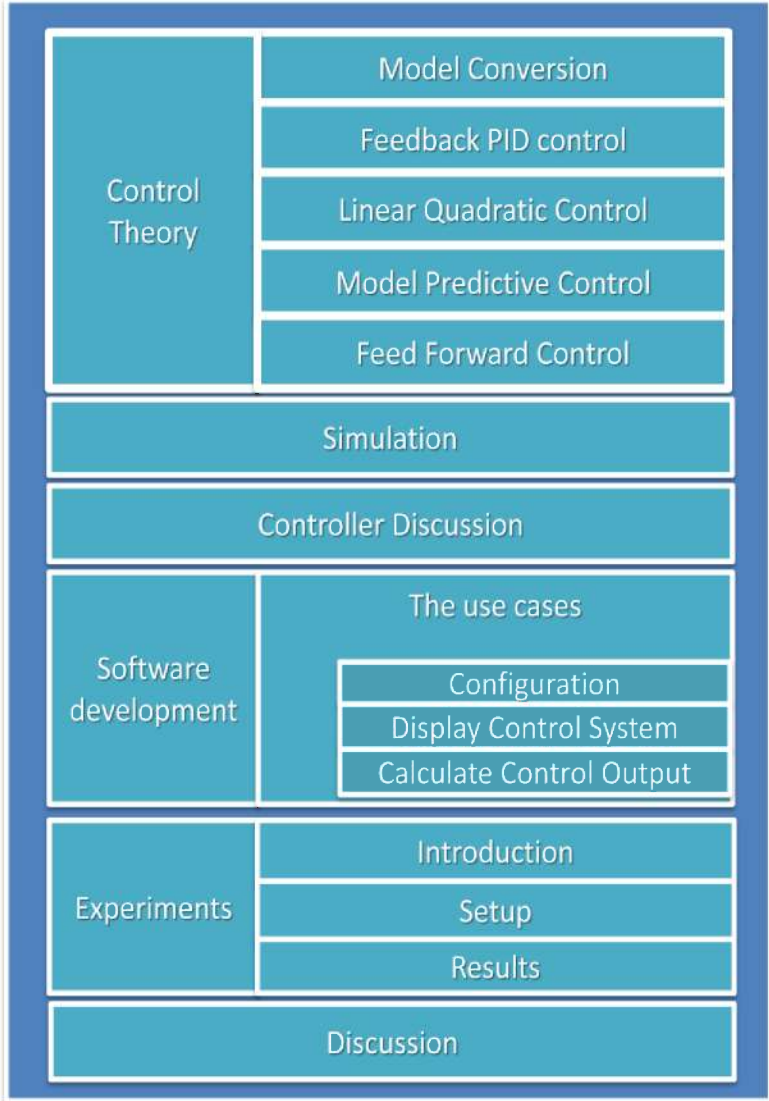 Control
Theory
Model Conversion
Feedback PID control
Linear Quadratic Control
Model Predictive Control
Feed Forward Control
Simulation
Controller Discussion
Software
development
The use cases
Configuration
Display Control System
Calculate Control Output
Experiments
Introduction
Setup
Results
Discussion